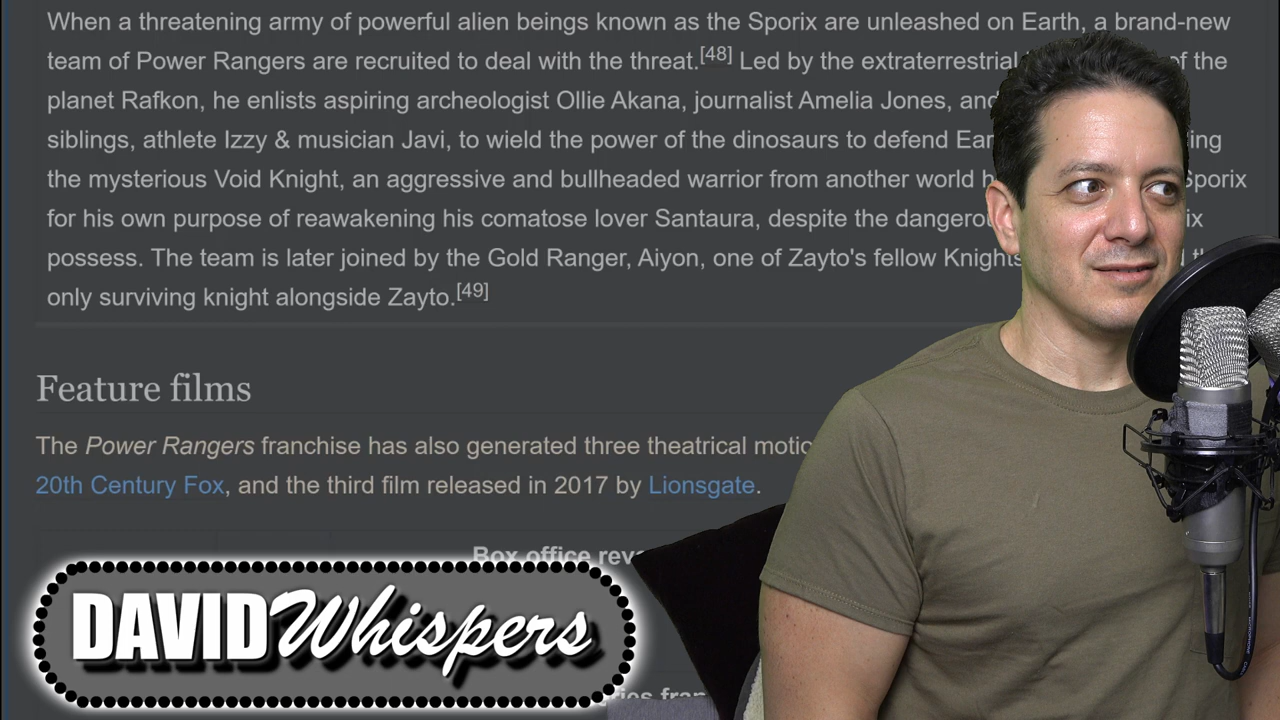 When a threatening army of powerful alien beings known as the Sporix are unleashed on Earth, a brand-new
team of Power Rangers are recruited to deal with the threat.[48] Led by the extraterrestrial of the
planet Rafkon, he enlists aspiring archeologist Ollie Akana, journalist Amelia Jones, and
siblings, athlete Izzy & musician Javi, to wield the power of the dinosaurs to defend
the mysterious Void Knight, an aggressive and bullheaded warrior from another world Sporix
for his own purpose of reawakening his comatose lover Santaura, despite the
possess. The team is later joined by the Gold Ranger, Aiyon, one of Zayto's fellow Knights
only surviving knight alongside Zayto.[49]
Feature films
The Power Rangers franchise has also generated three theatrical
20th Century Fox, and the third film released in 2017 by Lionsgate.
Box office
DAVID Whispers